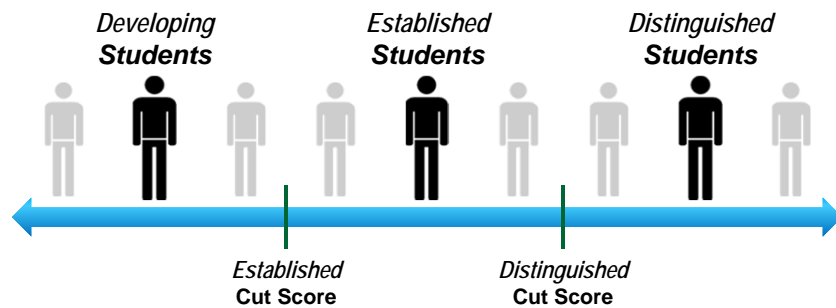 Developing
Students
Established
Students
Distinguished
Students
Established
Cut Score
Distinguished
Cut Score